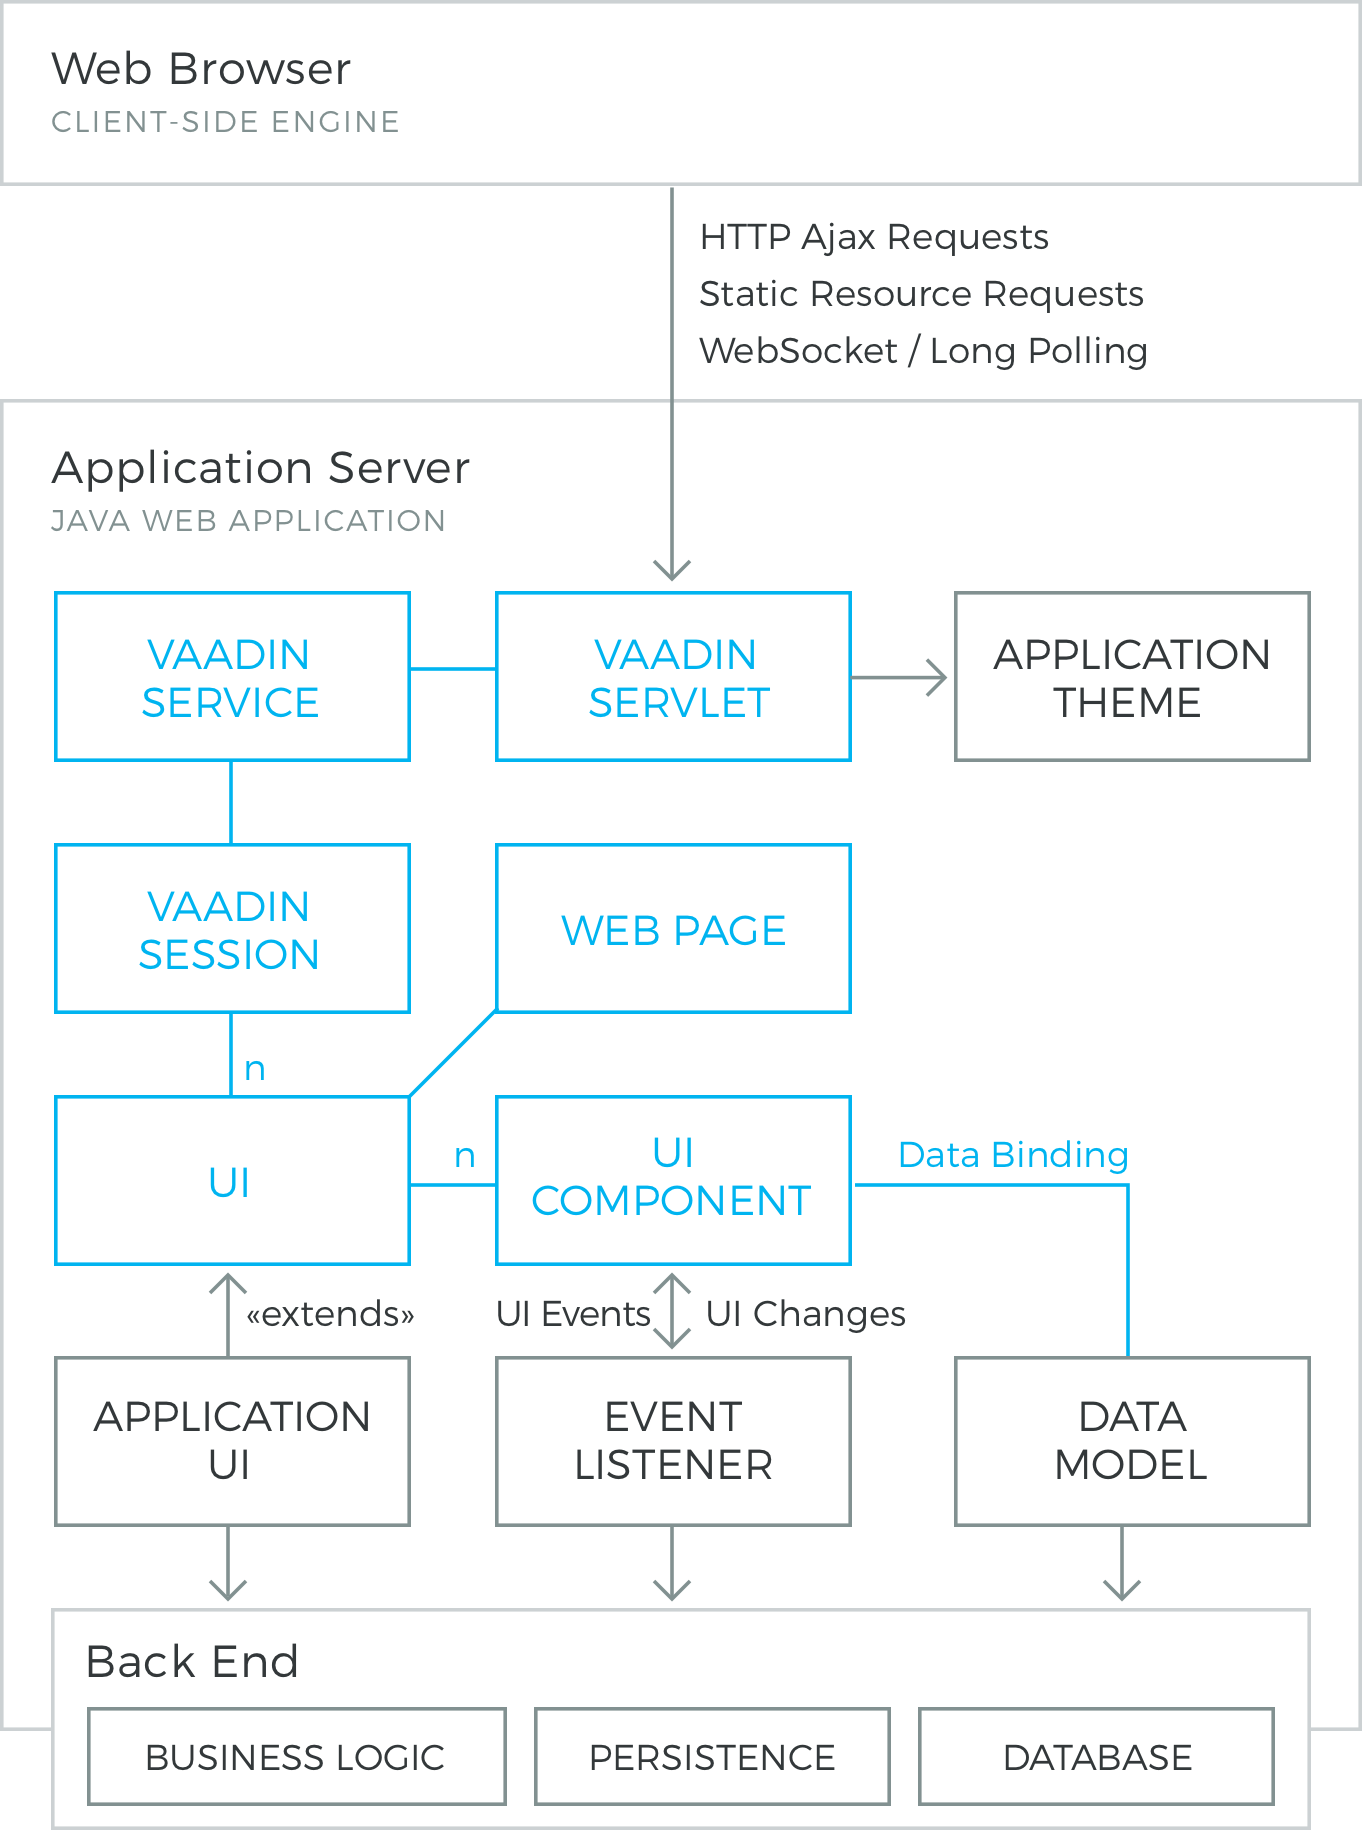 Web Browser
CLIENT-SIDE ENGINE
HTTP Ajax Requests
Static Resource Requests
WebSocket / Long Polling
Application Server
JAVA WEB APPLICATION
VAADIN
SERVICE
VAADIN
SERVLET
APPLICATION
THEME
VAADIN
SESSION
WEB PAGE
n
UI
n
UI
COMPONENT
Data Binding
«extends»
UI Events
UI Changes
APPLICATION
UI
EVENT
LISTENER
DATA
MODEL
Back End
BUSINESS LOGIC
PERSISTENCE
DATABASE